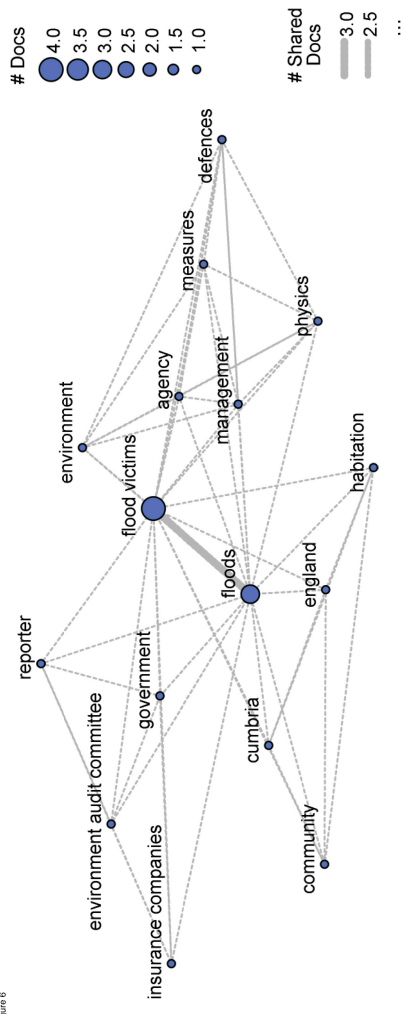 ure 6
# Docs
4.0
3.5
3.0
2.5
2.0
1.5
1.0
# Shared
Docs
3.0
2.5
...
defences
measures
physics
environment
agency
management
flood victims
habitation
floods
england
reporter
government
cumbria
environment audit committee
community
insurance companies